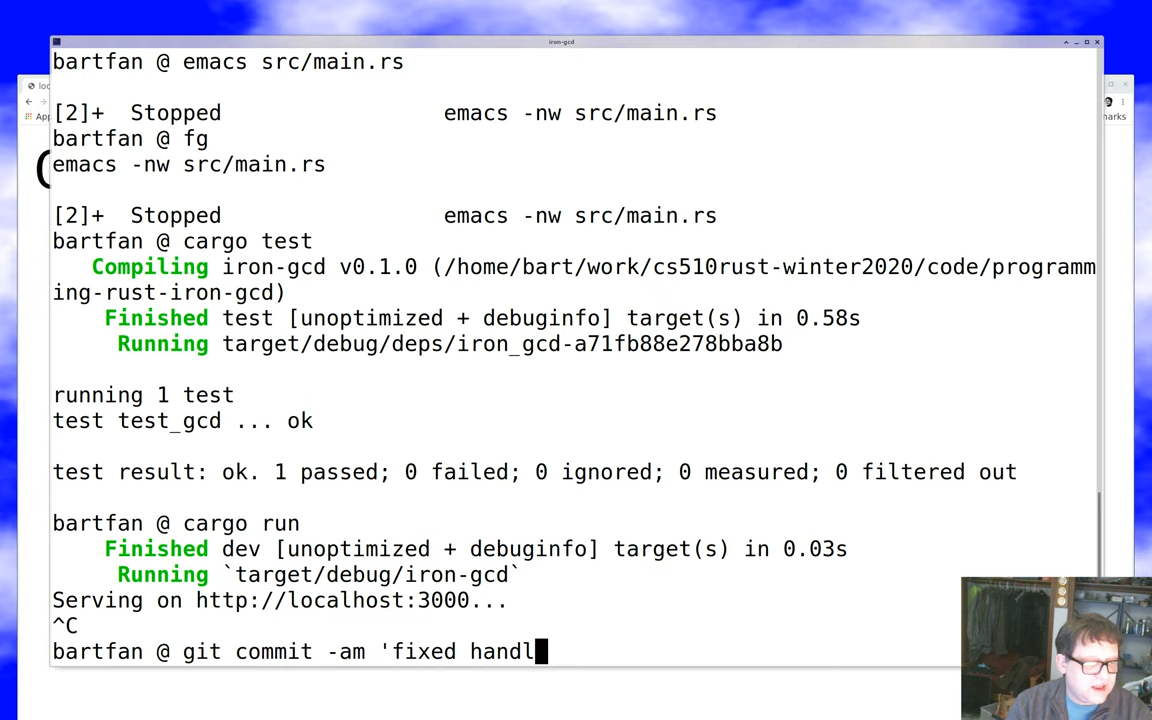 iron-gcd
bartfan @ emacs src/main.rs
[2]+  Stopped                 emacs -nw src/main.rs
bartfan @ fg
emacs -nw src/main.rs
[2]+  Stopped                 emacs -nw src/main.rs
bartfan @ cargo test
   Compiling iron-gcd v0.1.0 (/home/bart/work/cs510rust-winter2020/code/programm
ing-rust-iron-gcd)
    Finished test [unoptimized + debuginfo] target(s) in 0.58s
     Running target/debug/deps/iron_gcd-a71fb88e278bba8b
running 1 test
test test_gcd ... ok
test result: ok. 1 passed; 0 failed; 0 ignored; 0 measured; 0 filtered out
bartfan @ cargo run
    Finished dev [unoptimized + debuginfo] target(s) in 0.03s
     Running `target/debug/iron-gcd`
Serving on http://localhost:3000...
^C
bartfan @ git commit -am 'fixed handl
loc
App
marks